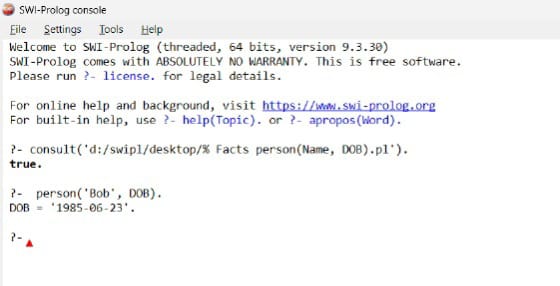 SWI-Prolog console
File Settings Tools Help
Welcome to SWI-Prolog (threaded, 64 bits, version 9.3.30)
SWI-Prolog comes with ABSOLUTELY NO WARRANTY. This is free software.
Please run ?- license. for legal details.
For online help and background, visit https://www.swi-prolog.org
For built-in help, use ?- help(Topic). or ?- apropos(Word).
?- consult('d:/swipl/desktop/% Facts person(Name, DOB).pl').
true.
?-  person('Bob', DOB).
DOB = '1985-06-23'.
?-